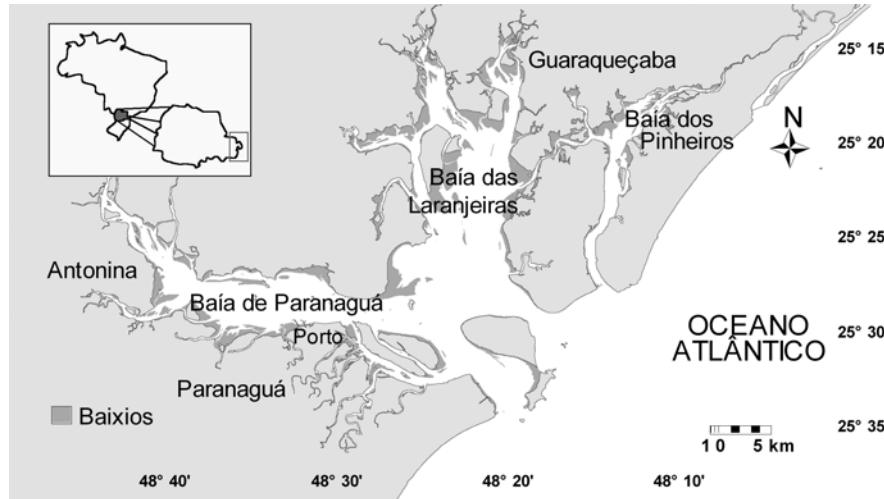 Guaraqueçaba
25° 15'
Baía dos
Pinheiros
N
25° 20'
Baía das
Laranjeiras
25° 25'
Antonina
Baía de Paranaguá
Porto
OCEANO
ATLÂNTICO
25° 30'
Paranaguá
Baixios
1 0 5 km
25° 35'
48° 40' 48° 30' 48° 20' 48° 10'